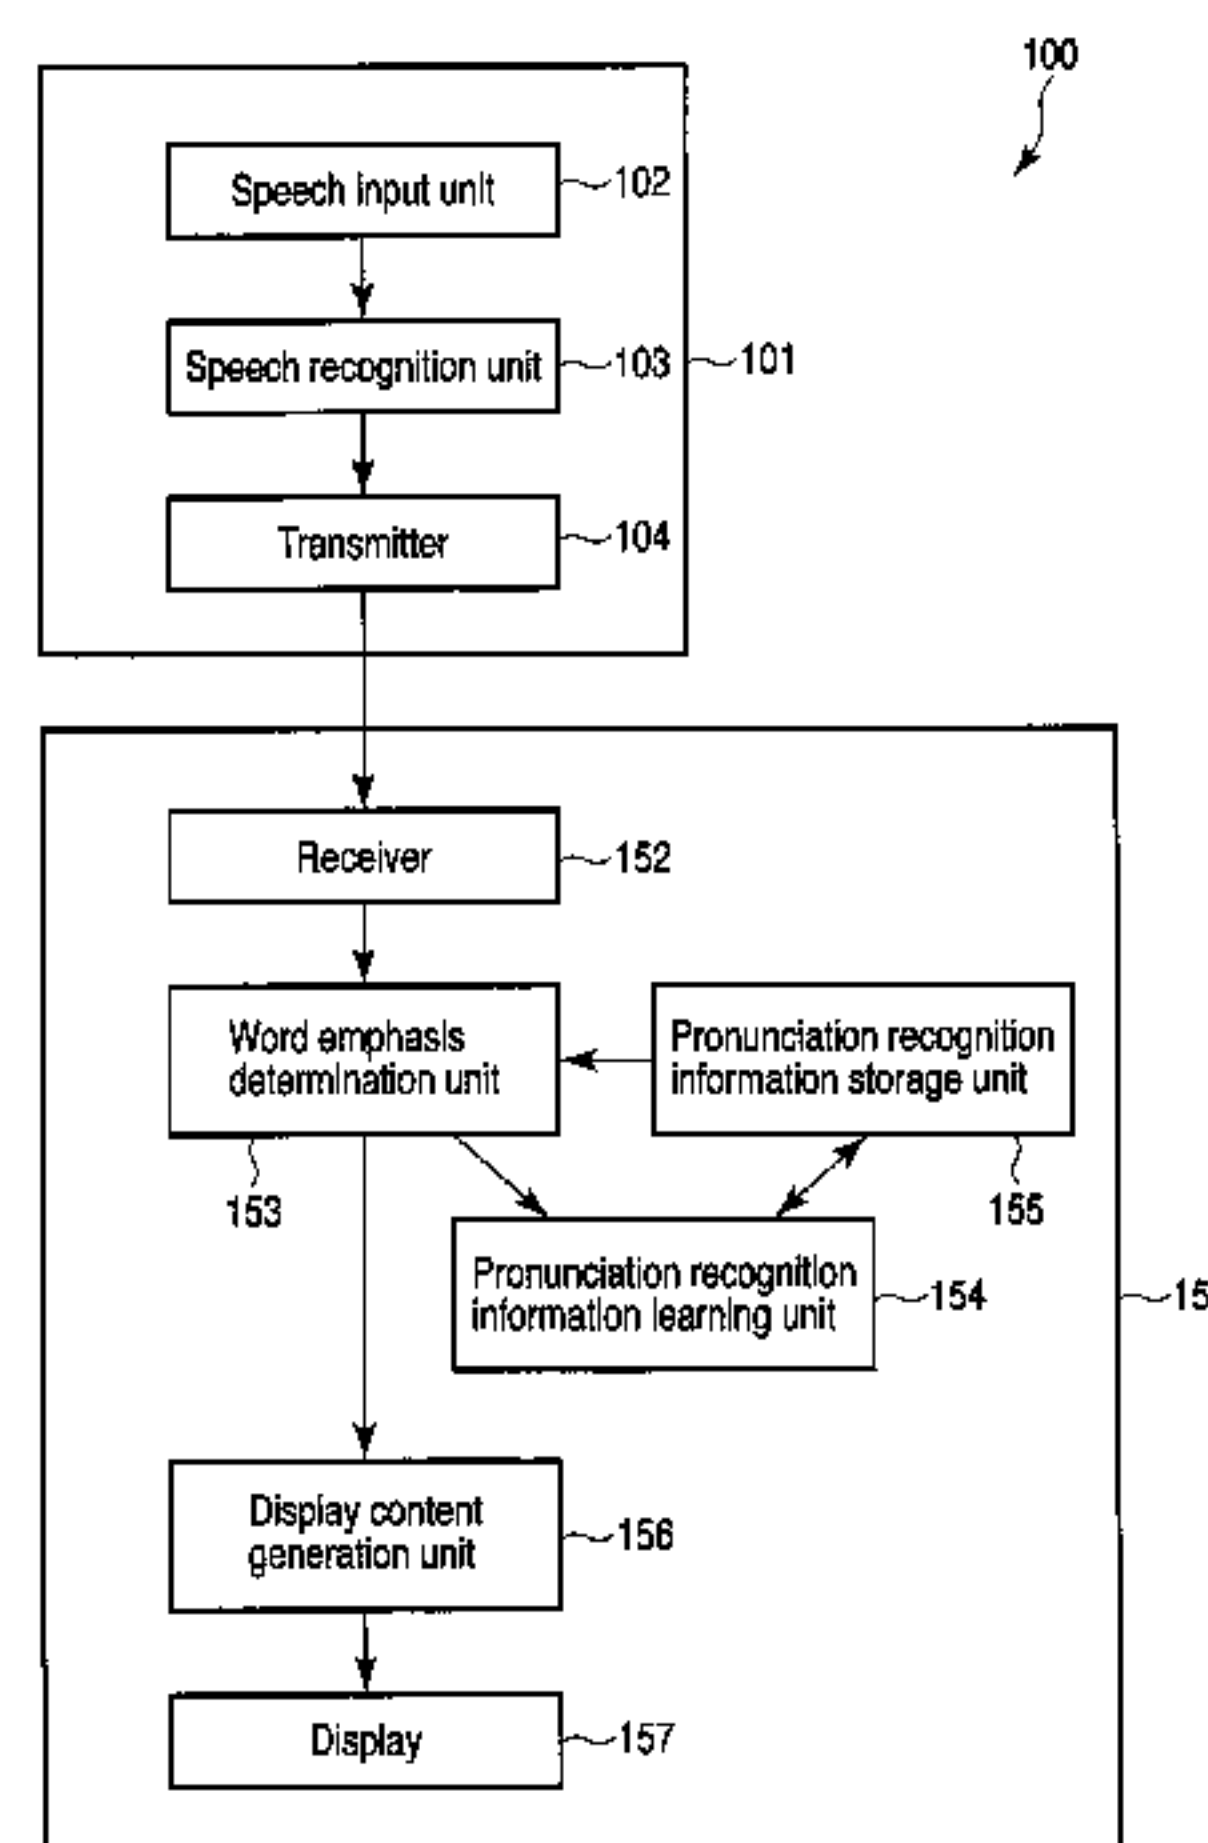 100
Speech input unit
102
Speech recognition unit
103
101
Transmitter
104
Receiver
152
Word emphasis
determination unit
153
Pronunciation recognition
information storage unit
155
Pronunciation recognition
information learning unit
154
15
Display content
generation unit
156
Display
157